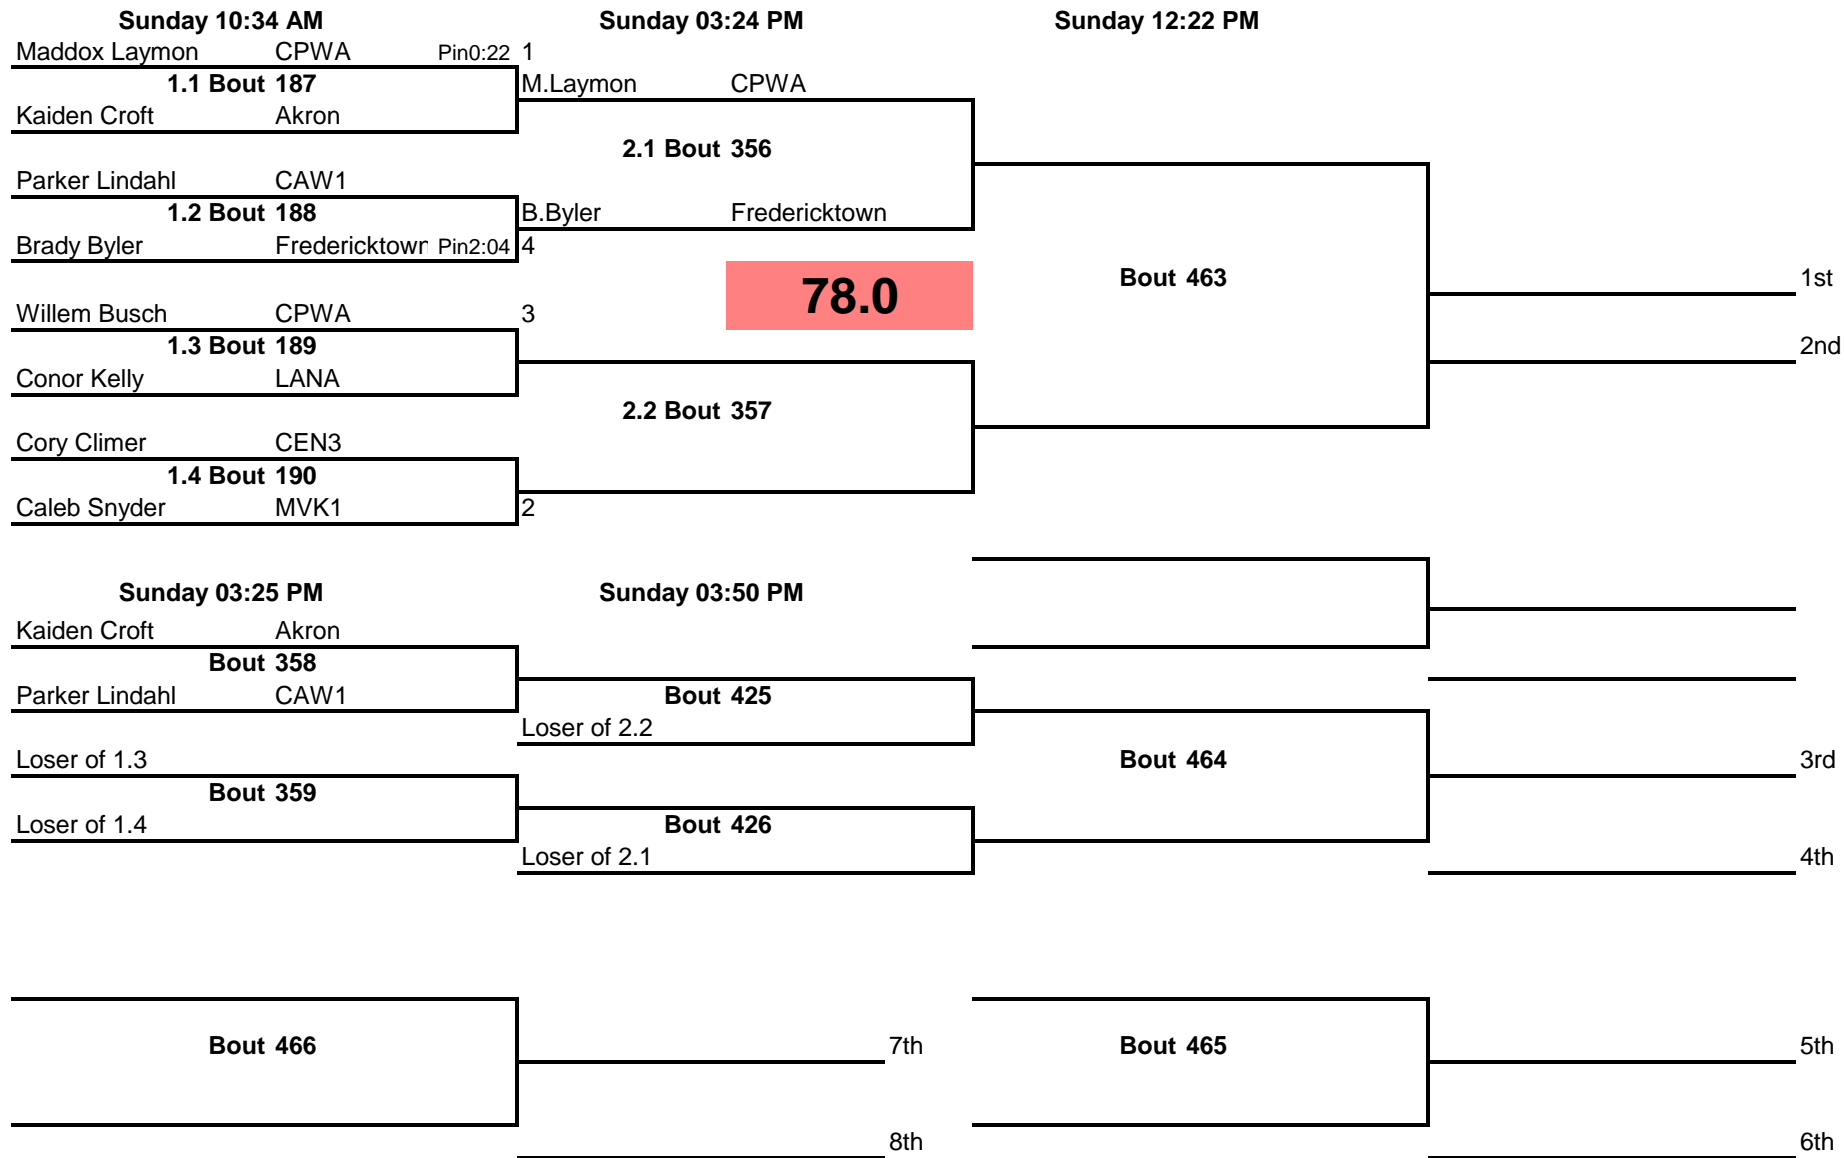 Sunday 10:34 AM Sunday 03:24 PM Sunday 12:22 PM
Maddox Laymon CPWA Pin0:22 1
1.1 Bout 187 M.Laymon CPWA
Kaiden Croft Akron
2.1 Bout 356
Parker Lindahl CAW1
1.2 Bout 188 B.Byler Fredericktown
Brady Byler Fredericktown Pin2:04 4
78.0 Bout 463 1st
Willem Busch CPWA 3
1.3 Bout 189 2nd
Conor Kelly LANA
2.2 Bout 357
Cory Climer CEN3
1.4 Bout 190
Caleb Snyder MVK1 2
Sunday 03:25 PM Sunday 03:50 PM
Kaiden Croft Akron
Bout 358
Parker Lindahl CAW1 Bout 425
Loser of 2.2
Loser of 1.3 Bout 464 3rd
Bout 359
Loser of 1.4 Bout 426
Loser of 2.1 4th
Bout 466 7th Bout 465 5th
8th 6th